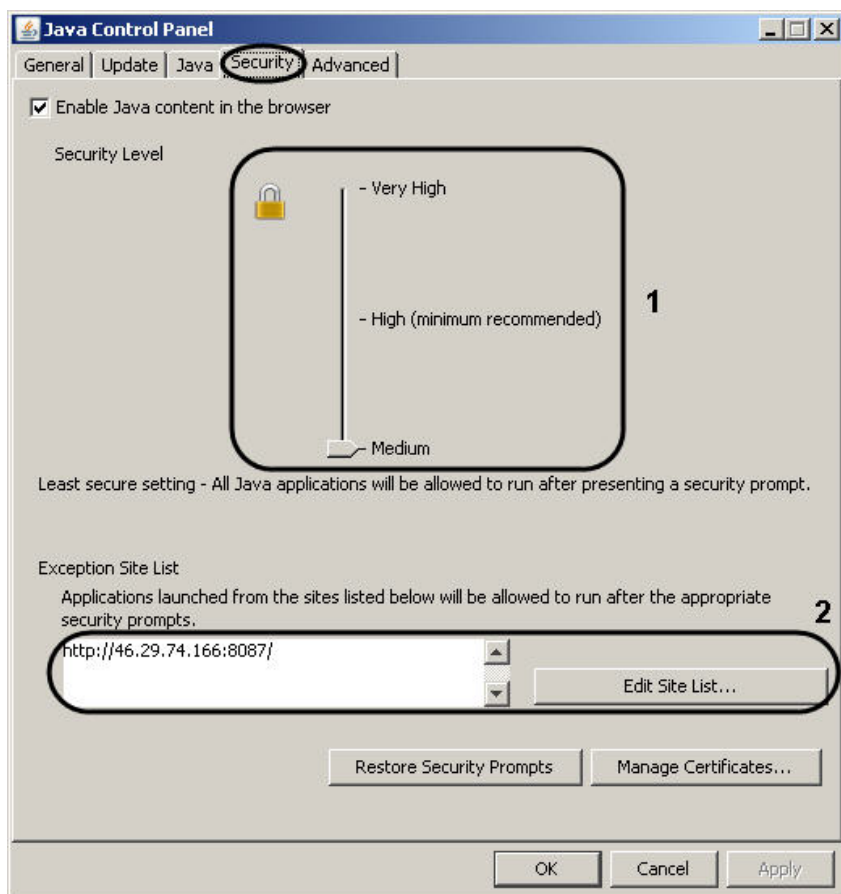 Java Control Panel
General Update Java Security Advanced
Enable Java content in the browser
Security Level
- Very High
- High (minimum recommended)
1
- Medium
Least secure setting - All Java applications will be allowed to run after presenting a security prompt.
Exception Site List
Applications launched from the sites listed below will be allowed to run after the appropriate
security prompts.
2
http://46.29.74.166:8087/
Edit Site List...
Restore Security Prompts Manage Certificates...
OK Cancel Apply